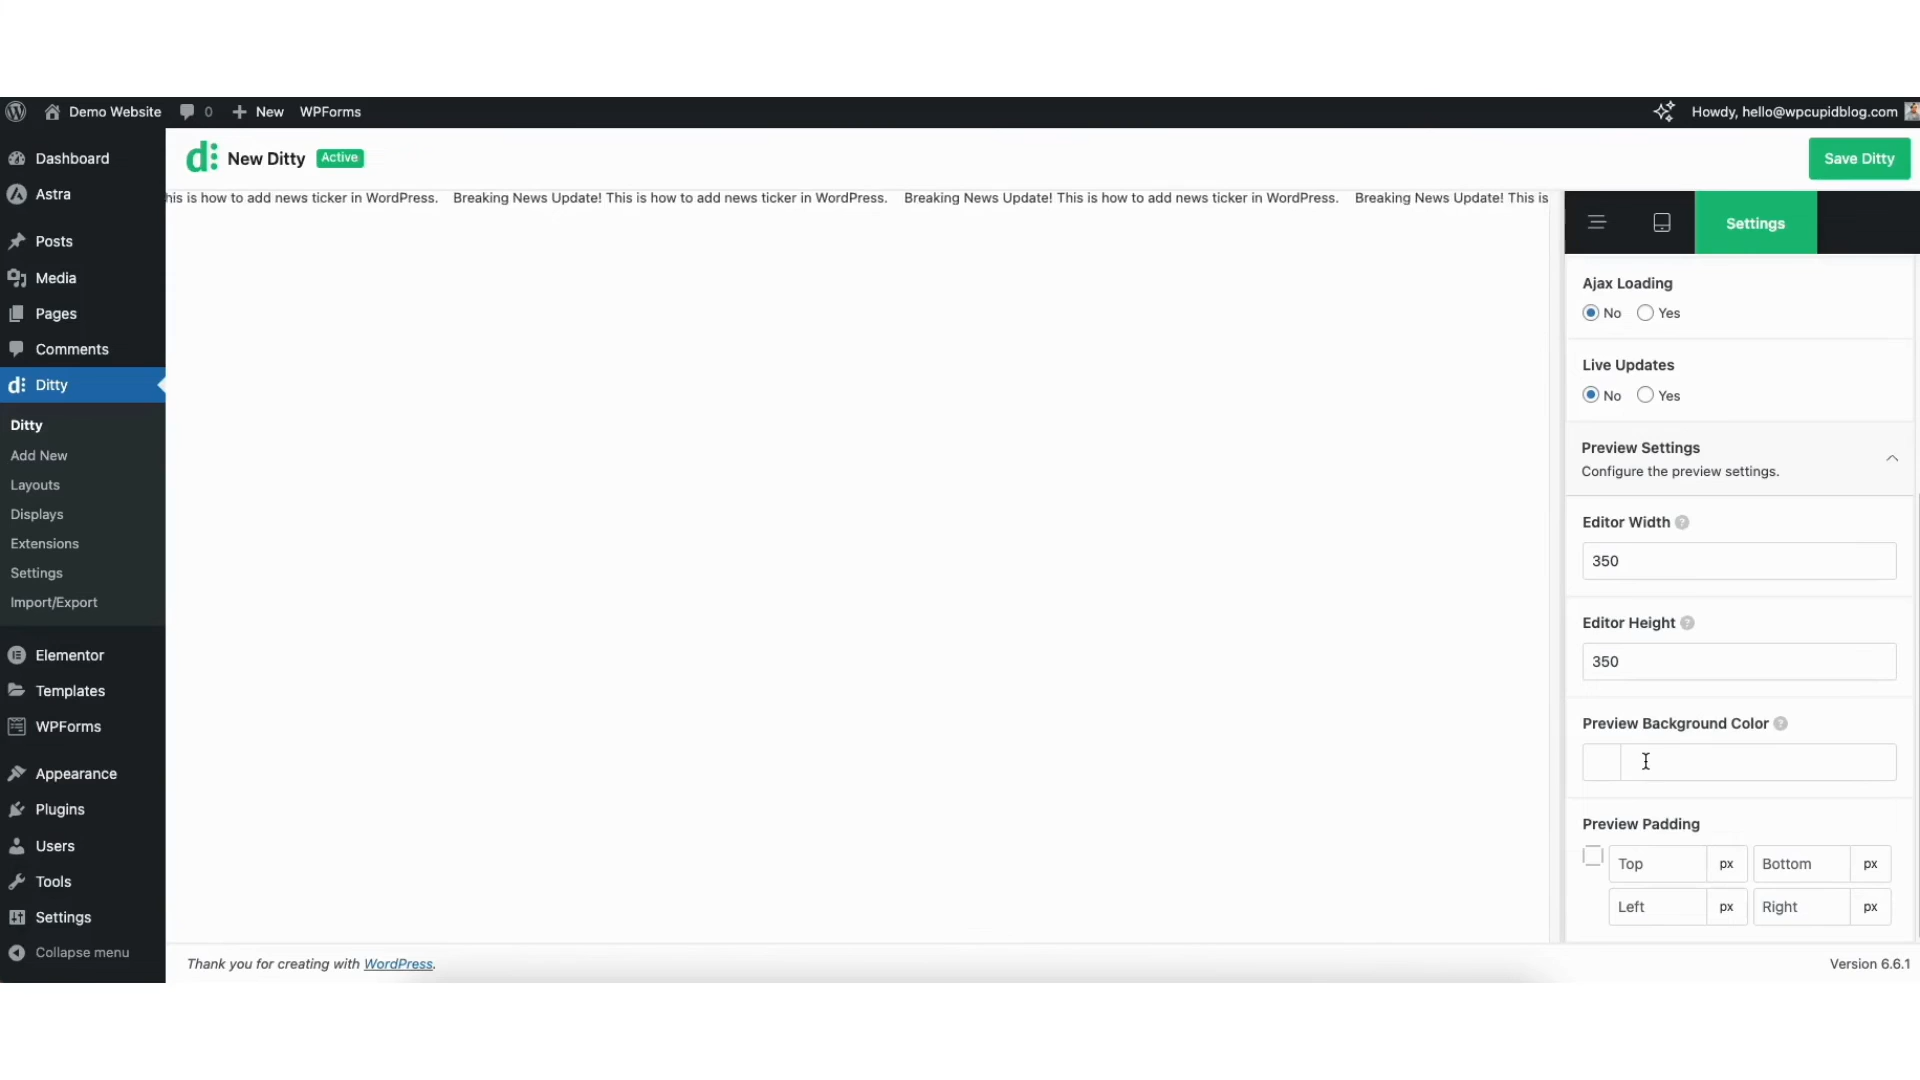 Demo Website 0 New WPForms Howdy, hello@wpcupidblog.com
Dashboard
Astra
Posts
Media
Pages
Comments
d: Ditty
Ditty
Add New
Layouts
Displays
Extensions
Settings
Import/Export
Elementor
Templates
WPForms
Appearance
Plugins
Users
Tools
Settings
Collapse menu
d: New Ditty Active Save Ditty
his is how to add news ticker in WordPress. Breaking News Update! This is how to add news ticker in WordPress. Breaking News Update! This is how to add news ticker in WordPress. Breaking News Update! This is
Settings
Ajax Loading
No Yes
Live Updates
No Yes
Preview Settings
Configure the preview settings.
Editor Width ?
350
Editor Height ?
350
Preview Background Color ?
Preview Padding
Top px Bottom px
Left px Right px
Thank you for creating with WordPress. Version 6.6.1